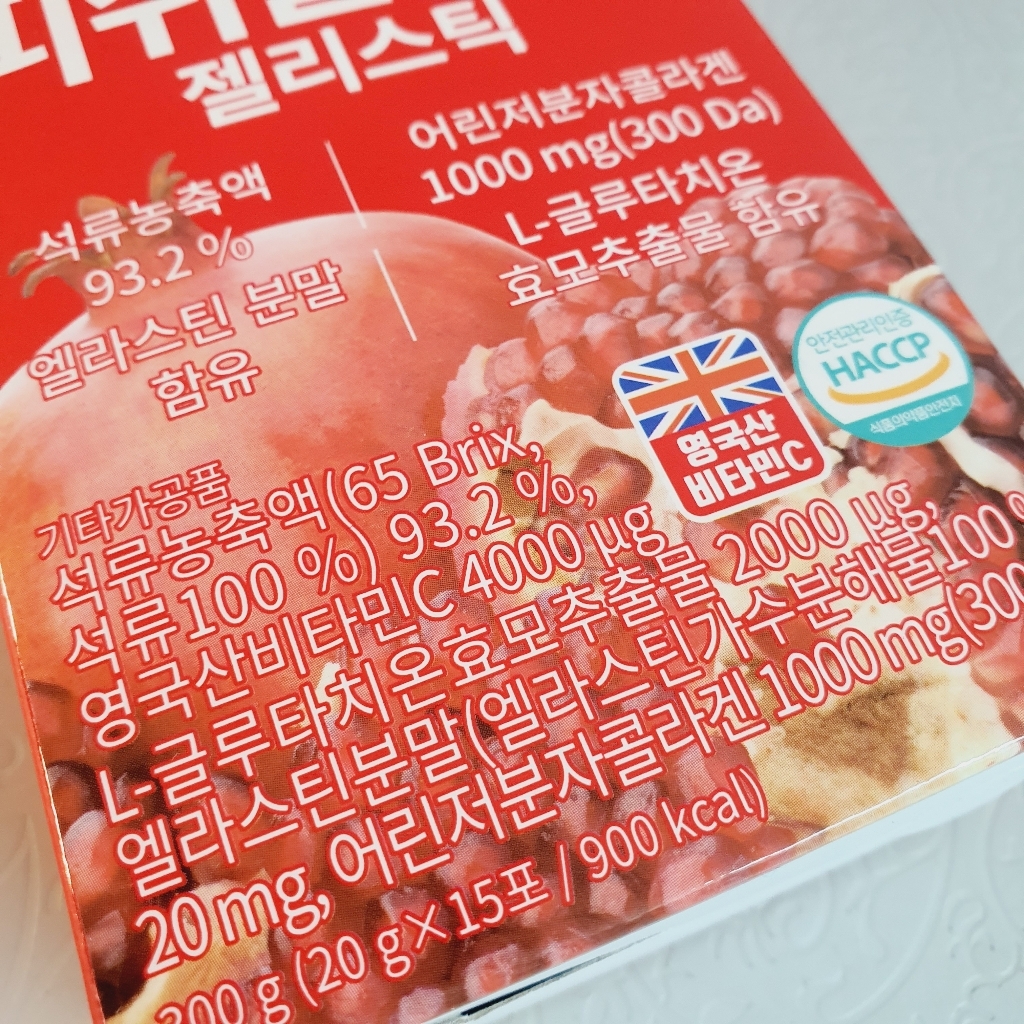 젤리스틱
석류농축액
93.2 %
엘라스틴 분말
함유
어린저분자콜라겐
1000 mg(300 Da)
L-글루타치온
효모추출물 함유
영국산
비타민C
안전관리인증
HACCP
식품의약품안전처
기타가공품
석류농축액(65 Brix,
석류100 %) 93.2 %,
영국산비타민C 4000 µg
L-글루타치온효모추출물 2000 µg,
엘라스틴분말(엘라스틴가수분해물100
20 mg, 어린저분자콜라겐 1000 mg(300
300 g (20 g×15포 / 900 kcal)